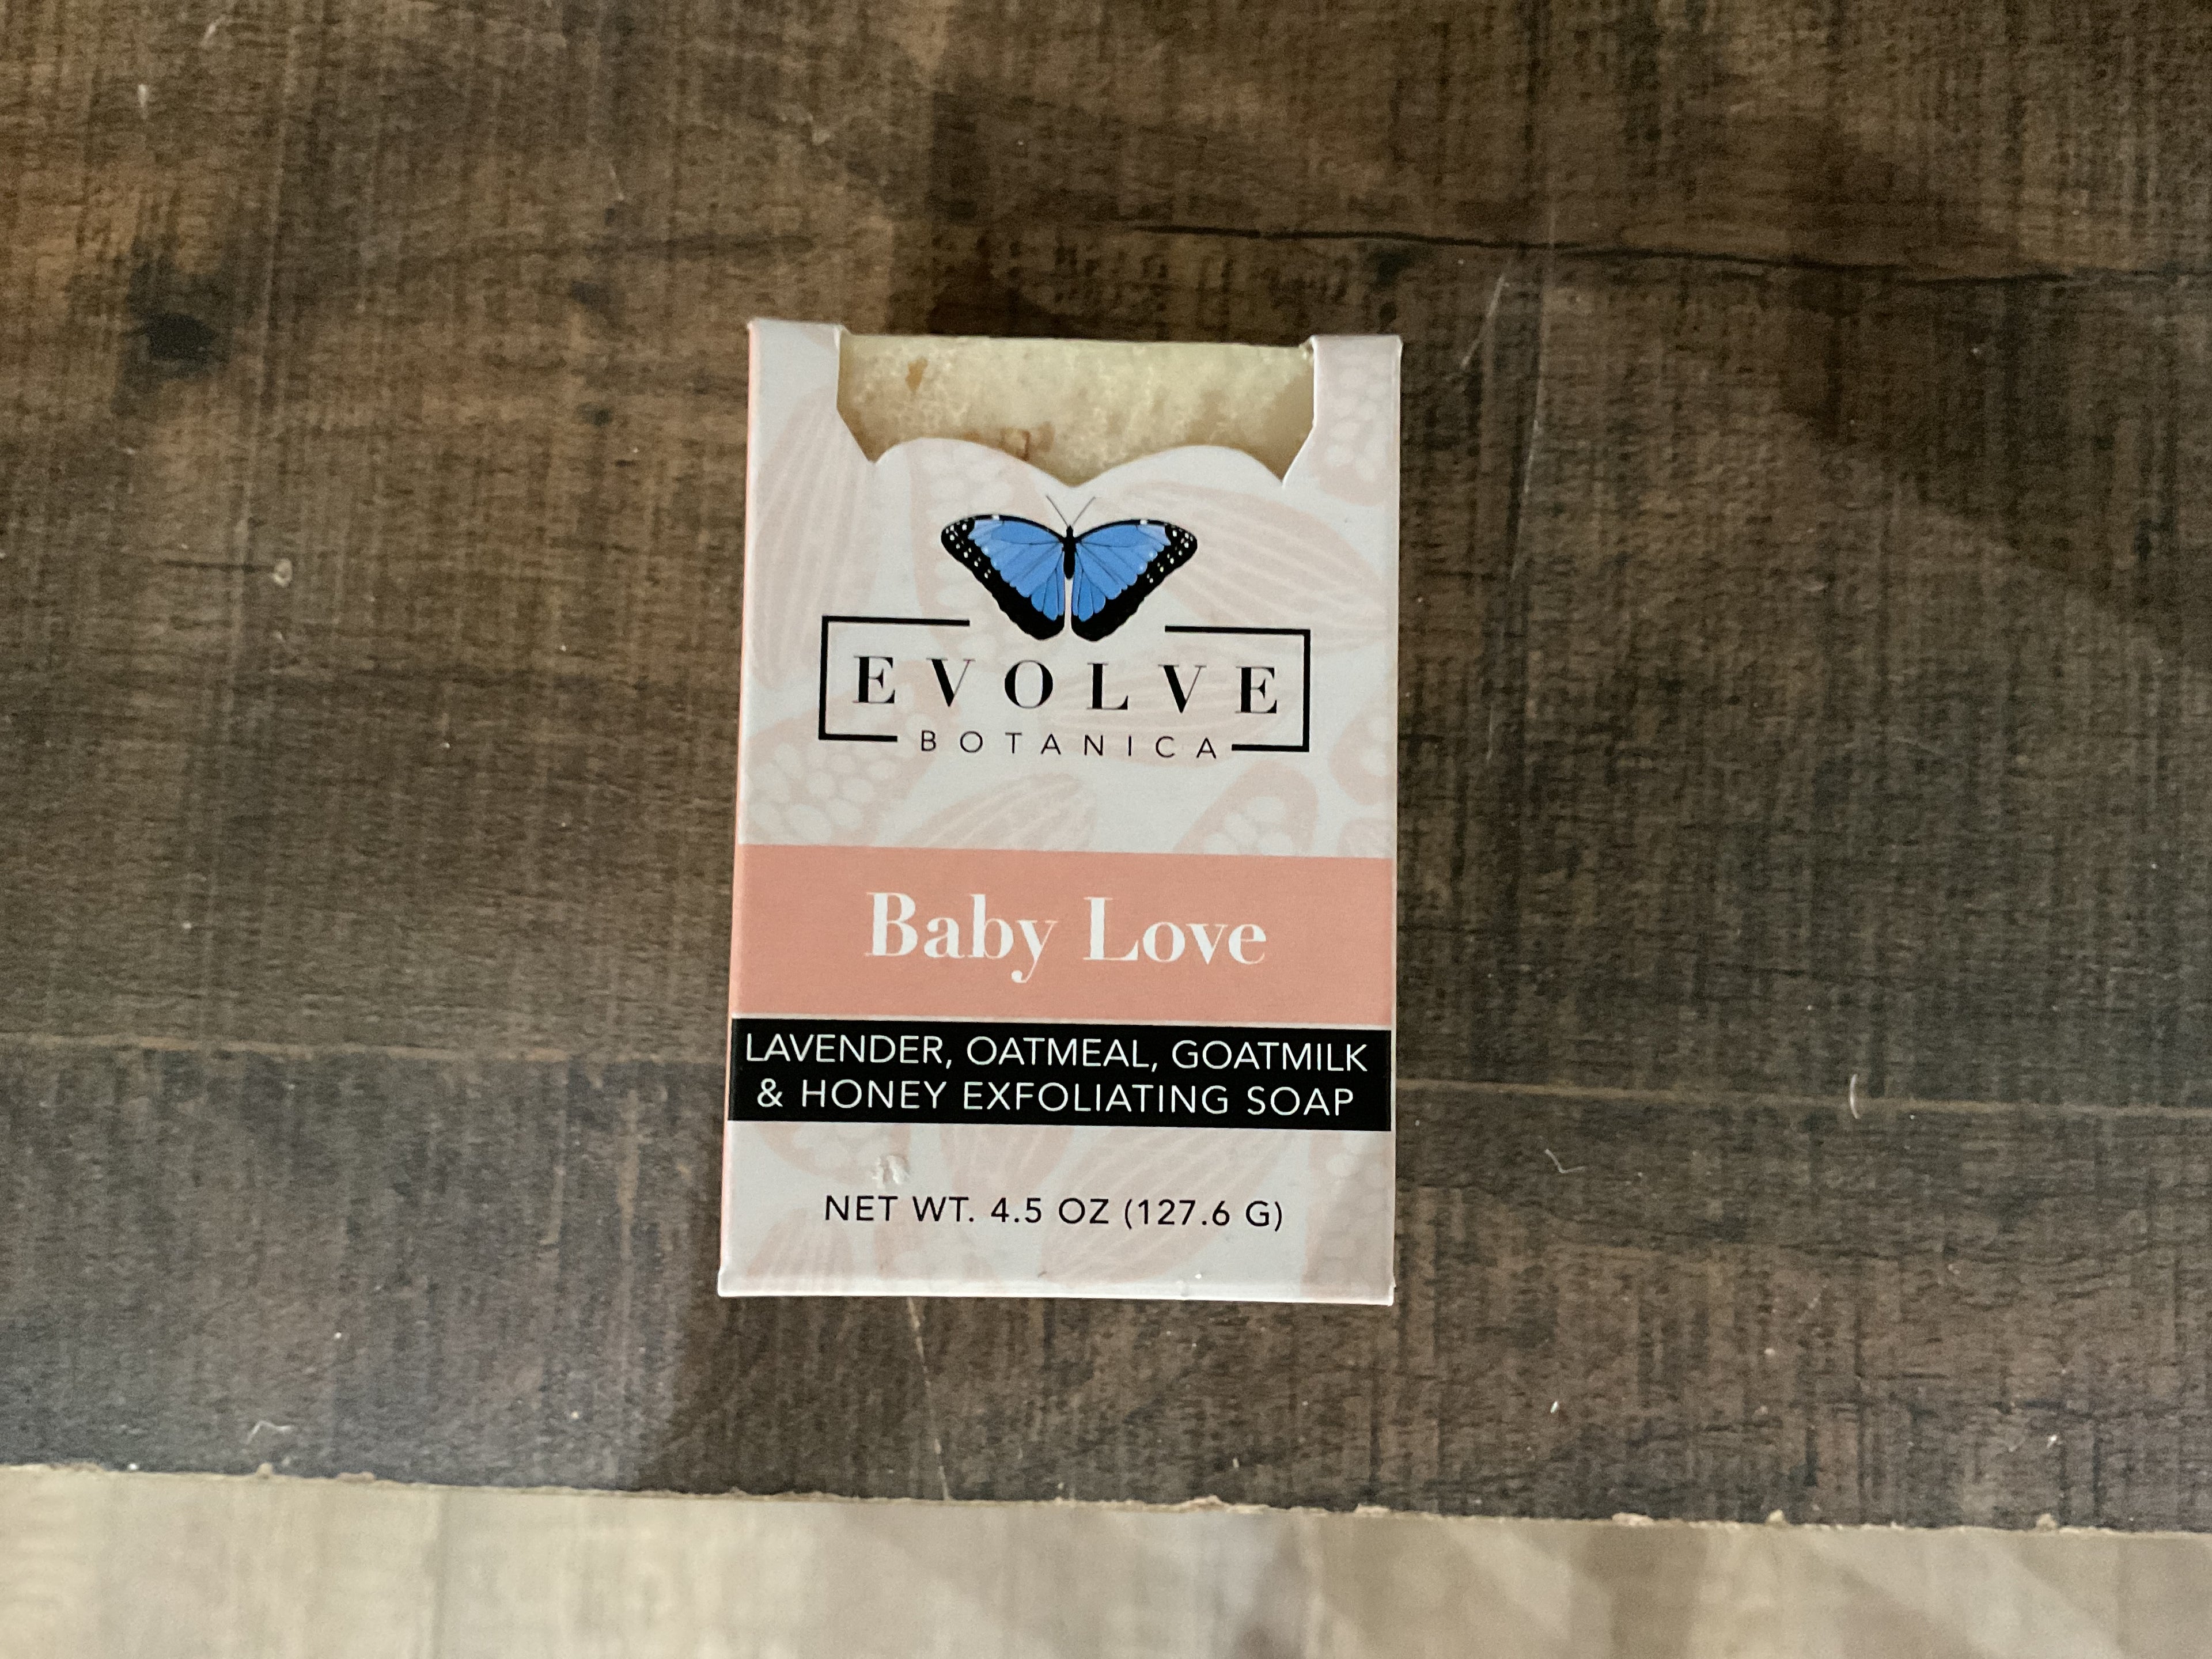 EVOLVE
BOTANICA
Baby Love
LAVENDER, OATMEAL, GOATMILK
& HONEY EXFOLIATING SOAP
NET WT. 4.5 OZ (127.6 G)